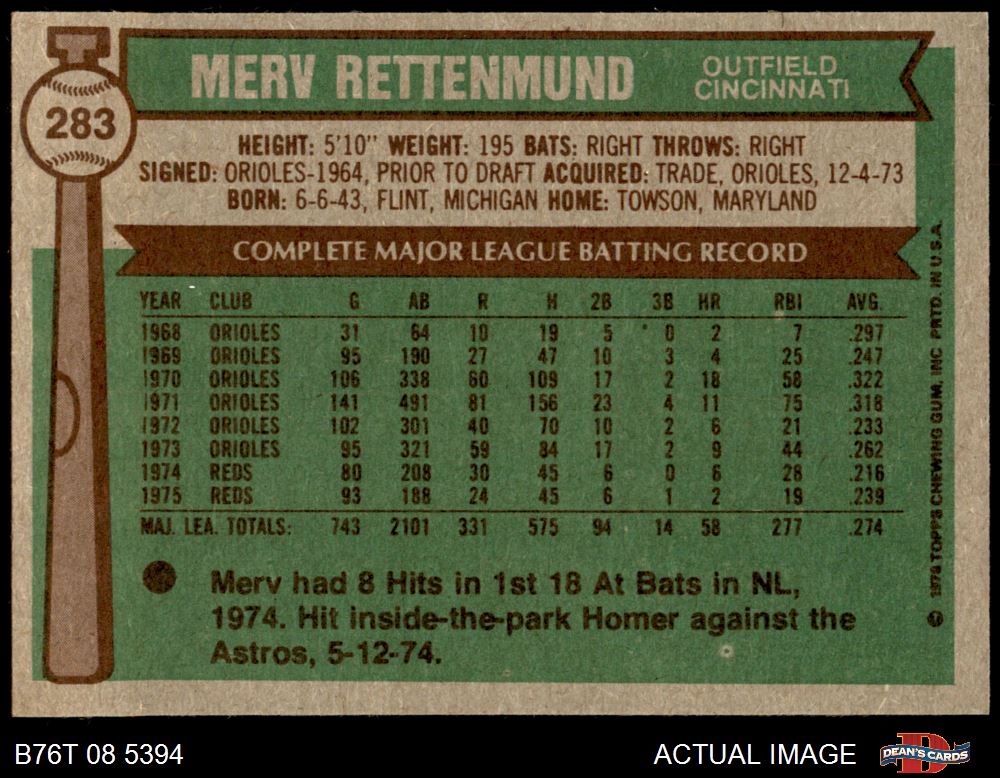 283
MERV RETTENMUND
OUTFIELD
CINCINNATI
HEIGHT: 5'10" WEIGHT: 195 BATS: RIGHT THROWS: RIGHT
SIGNED: ORIOLES-1964, PRIOR TO DRAFT ACQUIRED: TRADE, ORIOLES, 12-4-73
BORN: 6-6-43, FLINT, MICHIGAN HOME: TOWSON, MARYLAND
COMPLETE MAJOR LEAGUE BATTING RECORD
YEAR CLUB G AB R H 2B 3B HR RBI AVG.
1968 ORIOLES 31 64 10 19 5 0 2 7 .297
1969 ORIOLES 95 190 27 47 10 3 4 25 .247
1970 ORIOLES 106 338 60 109 17 2 18 58 .322
1971 ORIOLES 141 491 81 156 23 4 11 75 .318
1972 ORIOLES 102 301 40 70 10 2 6 21 .233
1973 ORIOLES 95 321 59 84 17 2 9 44 .262
1974 REDS 80 208 30 45 6 0 6 28 .216
1975 REDS 93 188 24 45 6 1 2 19 .239
MAJ. LEA. TOTALS: 743 2101 331 575 94 14 58 277 .274
Merv had 8 Hits in 1st 18 At Bats in NL,
1974. Hit inside-the-park Homer against the
Astros, 5-12-74.
© 1976 TOPPS CHEWING GUM, INC PRTD. IN U.S.A.
B76T 08 5394
ACTUAL IMAGE
DEAN'S CARDS